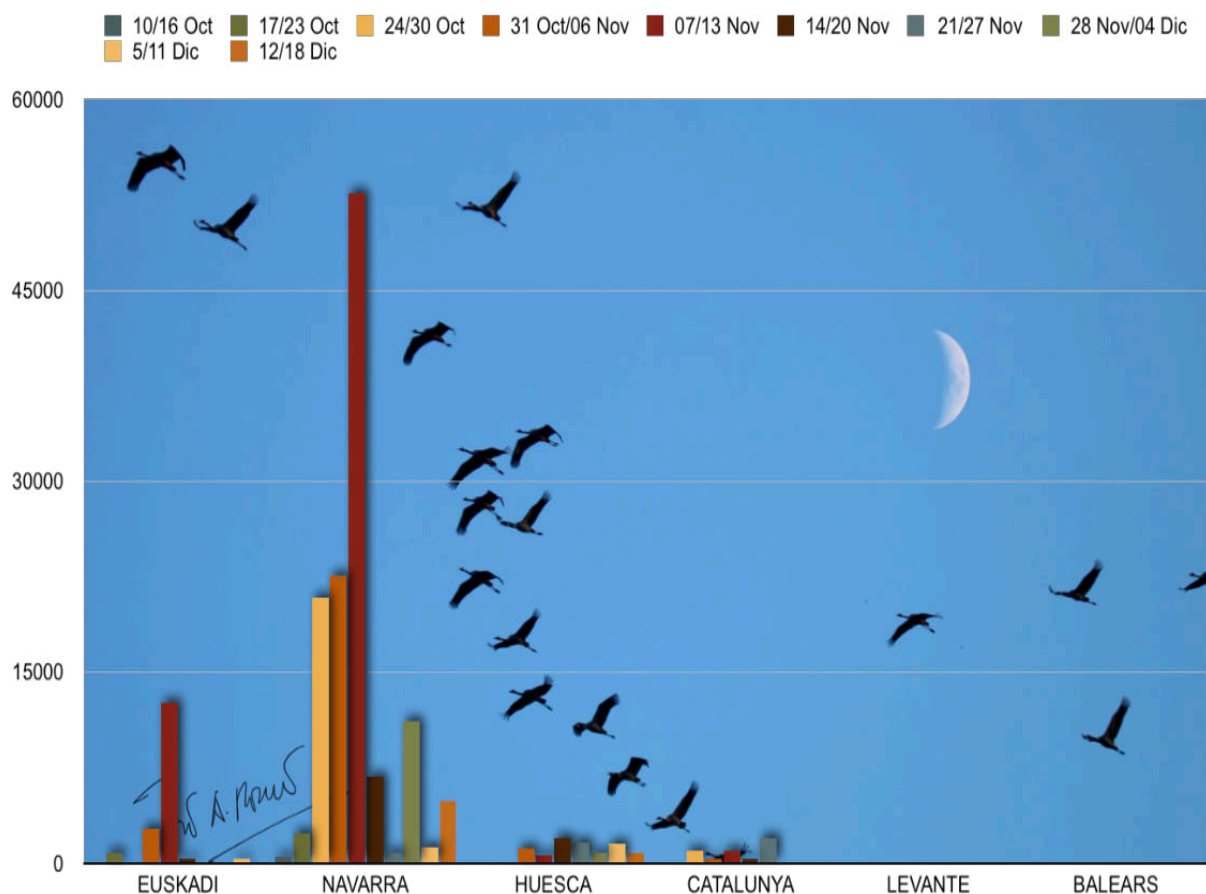 10/16 Oct 17/23 Oct 24/30 Oct 31 Oct/06 Nov 07/13 Nov 14/20 Nov 21/27 Nov 28 Nov/04 Dic
5/11 Dic 12/18 Dic
60000
45000
30000
15000
0
EUSKADI NAVARRA HUESCA CATALUNYA LEVANTE BALEARS